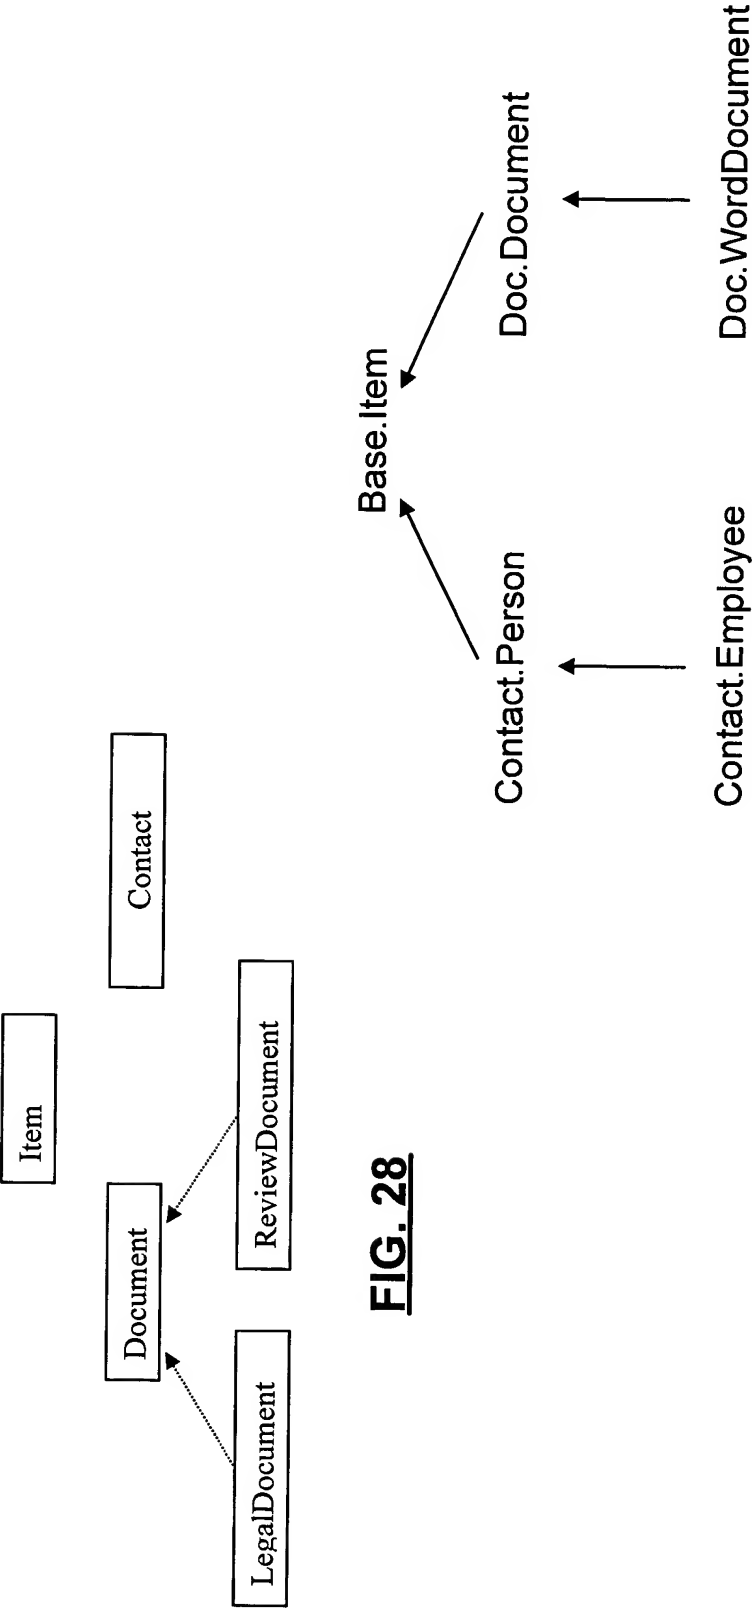 Item
Document
Contact
LegalDocument
ReviewDocument
FIG. 28
Base.Item
Contact.Person
Doc.Document
Contact.Employee
Doc.WordDocument